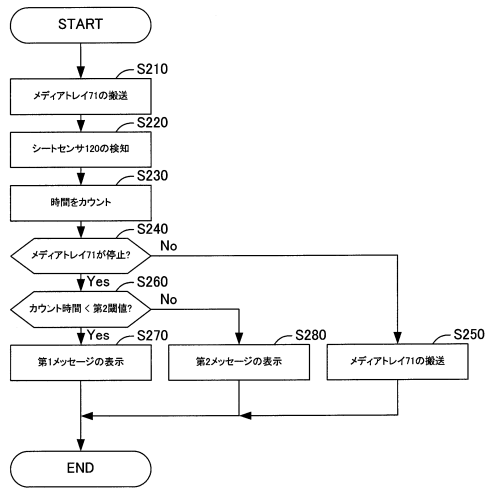 START
S210
メディアトレイ71の搬送
S220
シートセンサ120の検知
S230
時間をカウント
S240
メディアトレイ71が停止?
No
Yes
S260
カウント時間 < 第2閾値?
No
Yes
S270
第1メッセージの表示
S280
第2メッセージの表示
S250
メディアトレイ71の搬送
END